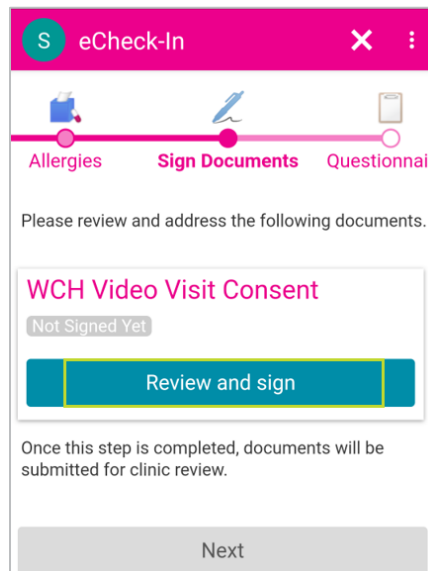 S eCheck-In
Allergies Sign Documents Questionnai
Please review and address the following documents.
WCH Video Visit Consent
Not Signed Yet
Review and sign
Once this step is completed, documents will be
submitted for clinic review.
Next